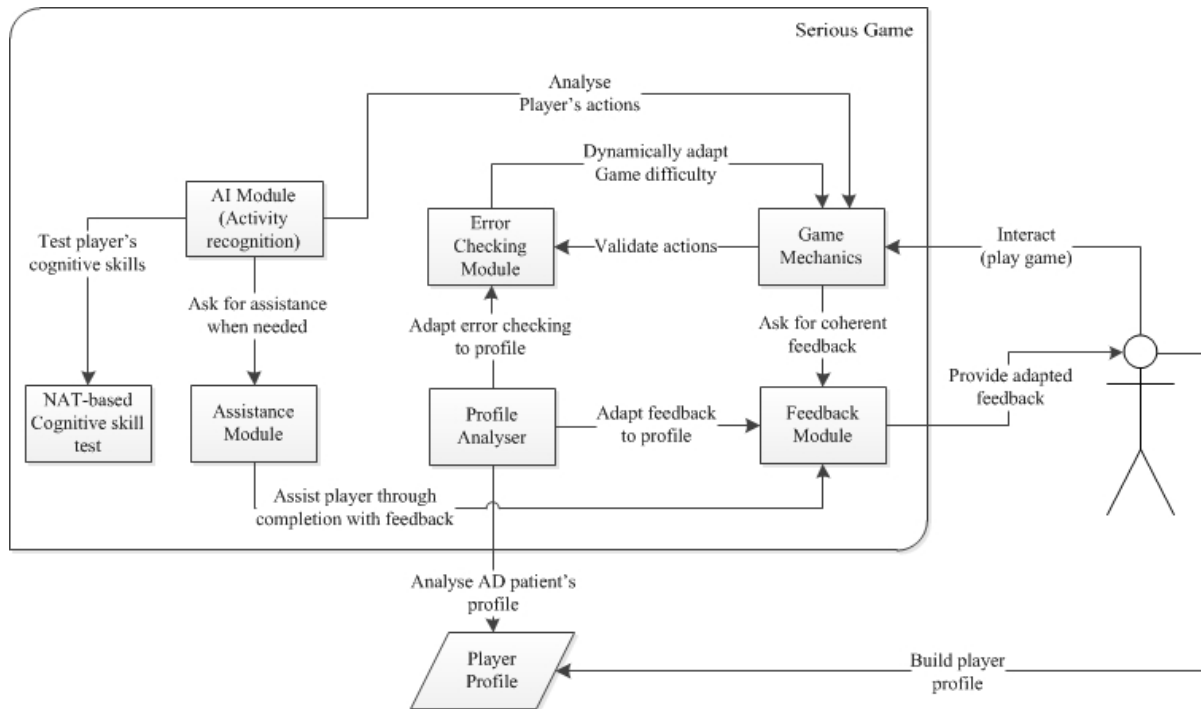 Serious Game
Analyse
Player's actions
Dynamically adapt
Game difficulty
AI Module
(Activity
recognition)
Test player's
cognitive skills
Error
Checking
Module
Validate actions
Game
Mechanics
Interact
(play game)
Ask for assistance
when needed
Adapt error checking
to profile
Ask for coherent
feedback
NAT-based
Cognitive skill
test
Assistance
Module
Profile
Analyser
Adapt feedback
to profile
Feedback
Module
Provide adapted
feedback
Assist player through
completion with feedback
Analyse AD patient's
profile
Player
Profile
Build player
profile